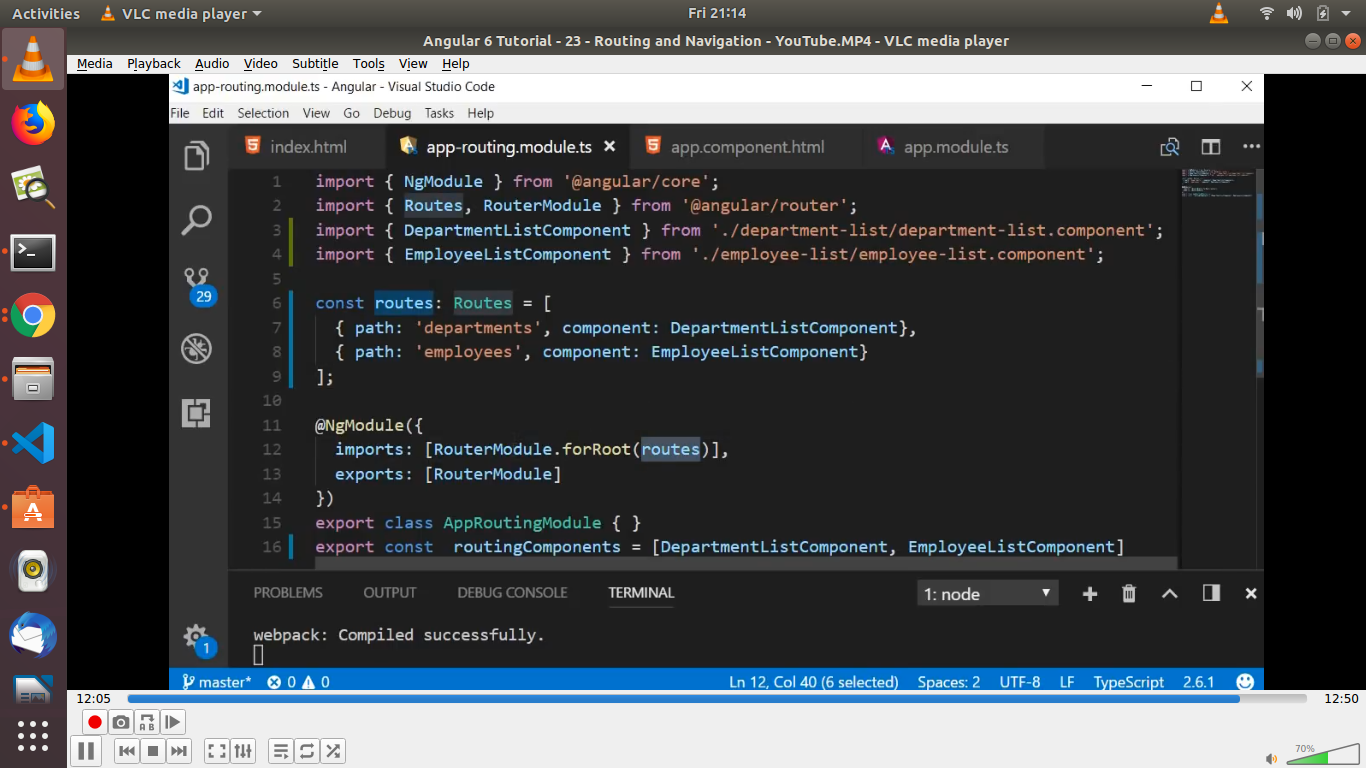 Activities VLC media player Fri 21:14
Angular 6 Tutorial - 23 - Routing and Navigation - YouTube.MP4 - VLC media player
Media Playback Audio Video Subtitle Tools View Help
app-routing.module.ts - Angular - Visual Studio Code
File Edit Selection View Go Debug Tasks Help
index.html app-routing.module.ts app.component.html app.module.ts
1 import { NgModule } from '@angular/core';
2 import { Routes, RouterModule } from '@angular/router';
3 import { DepartmentListComponent } from './department-list/department-list.component';
4 import { EmployeeListComponent } from './employee-list/employee-list.component';
5
6 const routes: Routes = [
7 { path: 'departments', component: DepartmentListComponent},
8 { path: 'employees', component: EmployeeListComponent}
9 ];
10
11 @NgModule({
12 imports: [RouterModule.forRoot(routes)],
13 exports: [RouterModule]
14 })
15 export class AppRoutingModule { }
16 export const  routingComponents = [DepartmentListComponent, EmployeeListComponent]
29
PROBLEMS OUTPUT DEBUG CONSOLE TERMINAL 1: node
webpack: Compiled successfully.
1
master* 0 0 Ln 12, Col 40 (6 selected) Spaces: 2 UTF-8 LF TypeScript 2.6.1
12:05 12:50
A B
70%